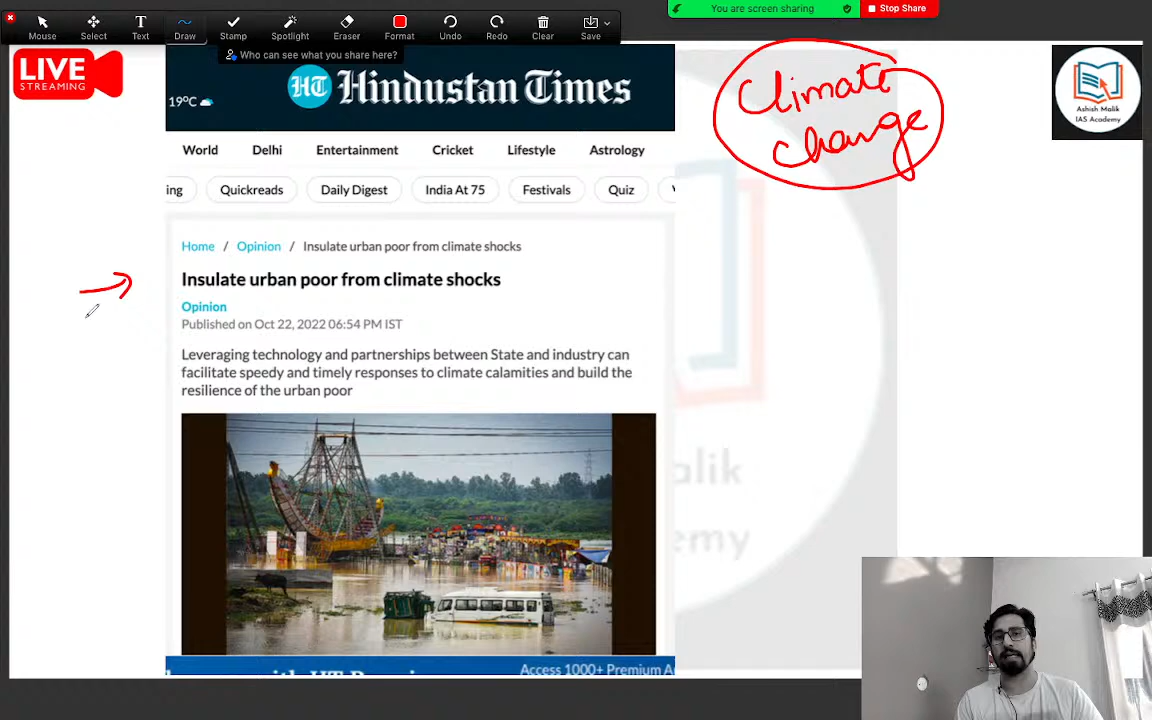 You are screen sharing
Stop Share
Mouse
Select
Text
Draw
Stamp
Spotlight
Eraser
Format
Undo
Redo
Clear
Save
Who can see what you share here?
LIVE
STREAMING
19°C
HT Hindustan Times
Climate
change
Ashish Malik
IAS Academy
World
Delhi
Entertainment
Cricket
Lifestyle
Astrology
ing
Quickreads
Daily Digest
India At 75
Festivals
Quiz
Home / Opinion / Insulate urban poor from climate shocks
Insulate urban poor from climate shocks
Opinion
Published on Oct 22, 2022 06:54 PM IST
Leveraging technology and partnerships between State and industry can
facilitate speedy and timely responses to climate calamities and build the
resilience of the urban poor
alik
emy
Access 1000+ Premium A